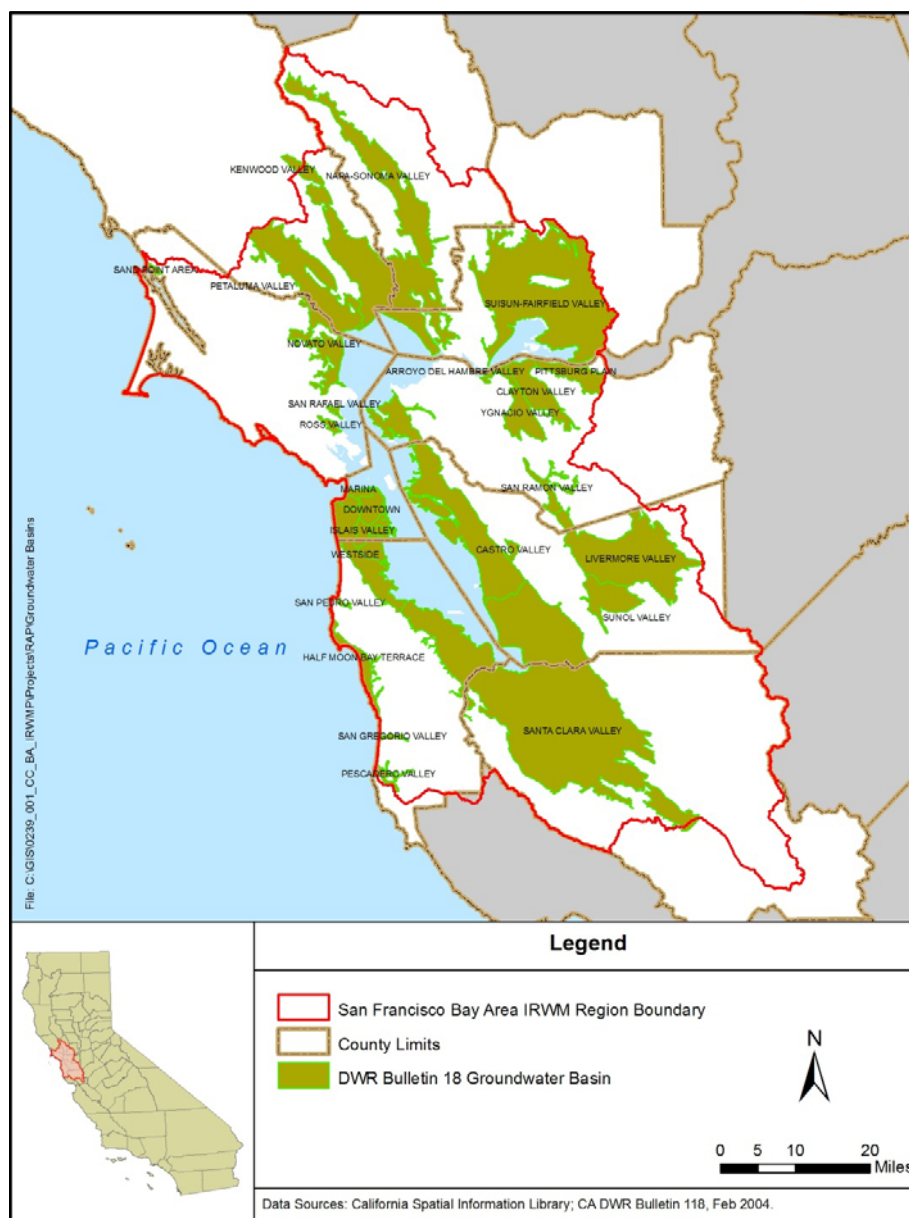 KENWOOD VALLEY
NAPA-SONOMA VALLEY
SAND POINT AREA
PETALUMA VALLEY
SUISUN-FAIRFIELD VALLEY
NOVATO VALLEY
ARROYO DEL HAMBRE VALLEY
PITTSBURG PLAIN
CLAYTON VALLEY
SAN RAFAEL VALLEY
YGNACIO VALLEY
ROSS VALLEY
SAN RAMON VALLEY
MARINA
DOWNTOWN
ISLAIS VALLEY
WESTSIDE
CASTRO VALLEY
LIVERMORE VALLEY
SAN PEDRO VALLEY
SUNOL VALLEY
Pacific Ocean
HALF MOON BAY TERRACE
SANTA CLARA VALLEY
SAN GREGORIO VALLEY
PESCADERO VALLEY
File: C:\GIS\0239_001_CC_BA_IRWMP\Projects\RAP\Groundwater Basins
Legend
San Francisco Bay Area IRWM Region Boundary
County Limits
DWR Bulletin 18 Groundwater Basin
N
0 5 10 20
Miles
Data Sources: California Spatial Information Library; CA DWR Bulletin 118, Feb 2004.